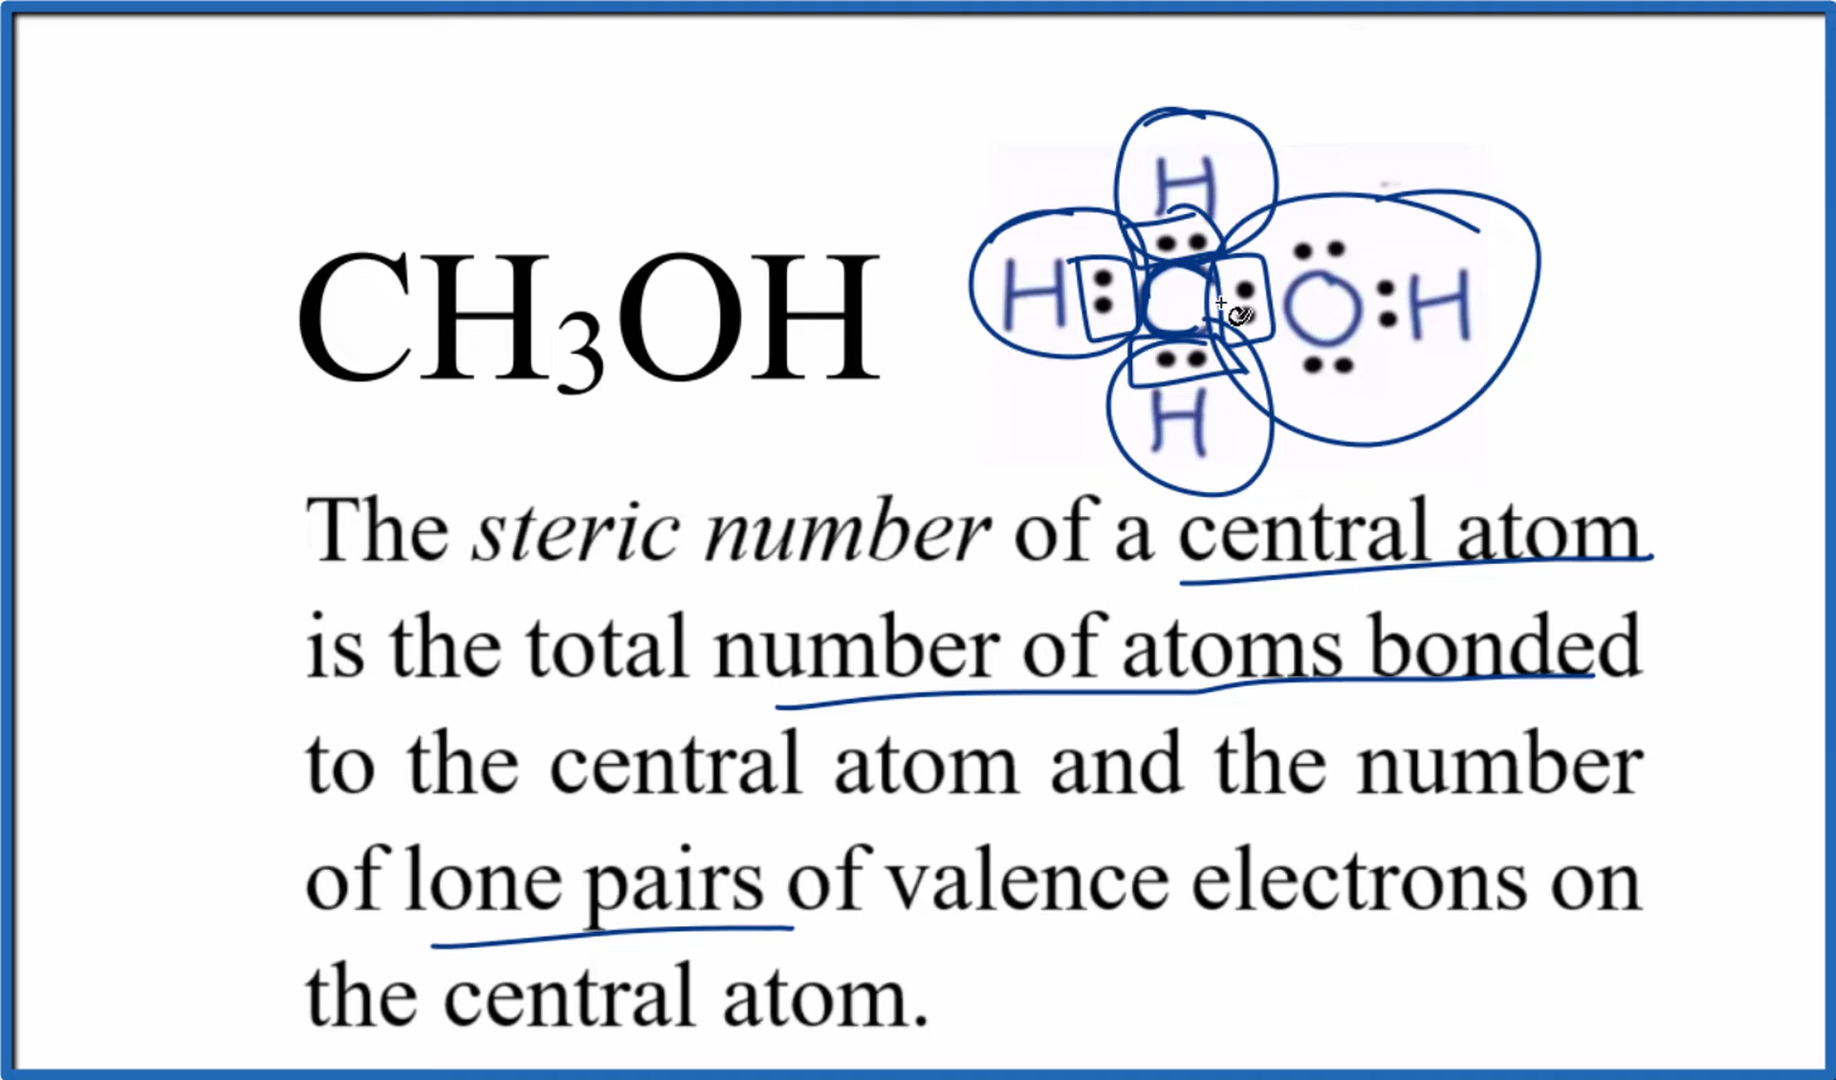 H
CH₃OH
H : C : O : H
H
The steric number of a central atom
is the total number of atoms bonded
to the central atom and the number
of lone pairs of valence electrons on
the central atom.